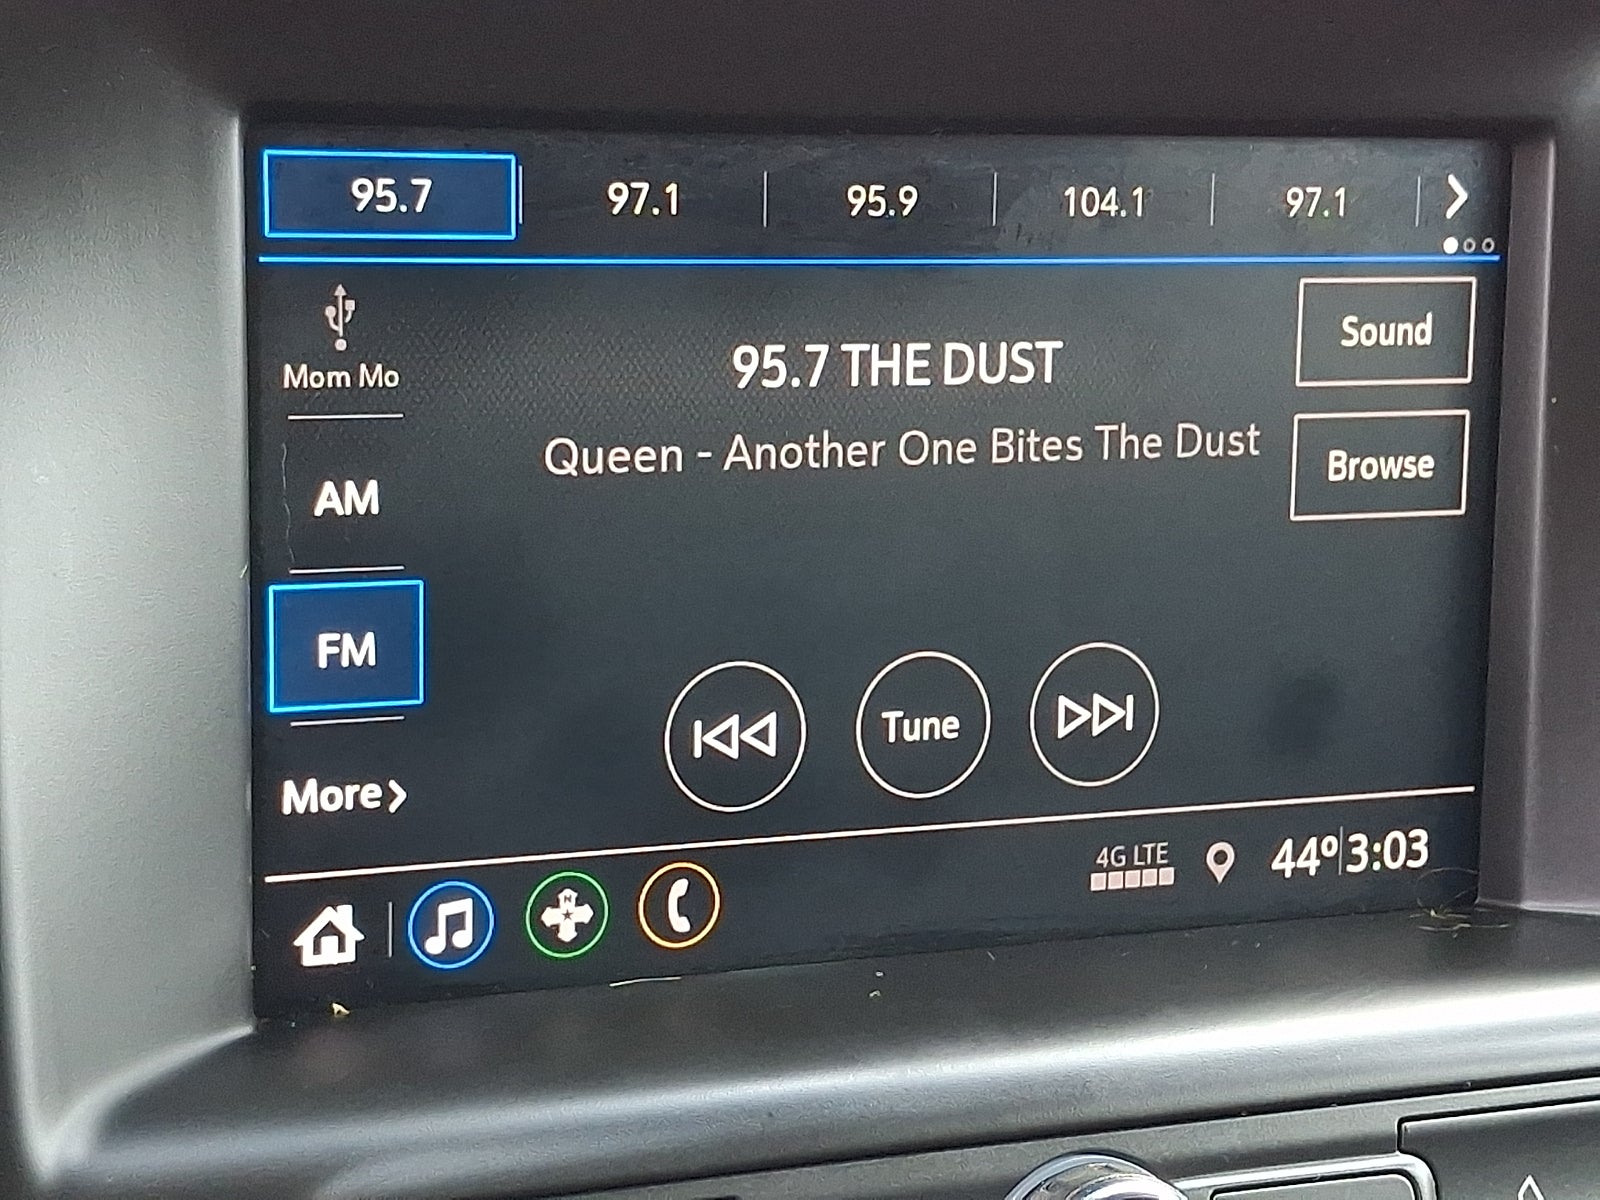 95.7
97.1
95.9
104.1
97.1
Mom Mo
Sound
95.7 THE DUST
Queen - Another One Bites The Dust
Browse
AM
FM
Tune
More
4G LTE
44º 3:03
N